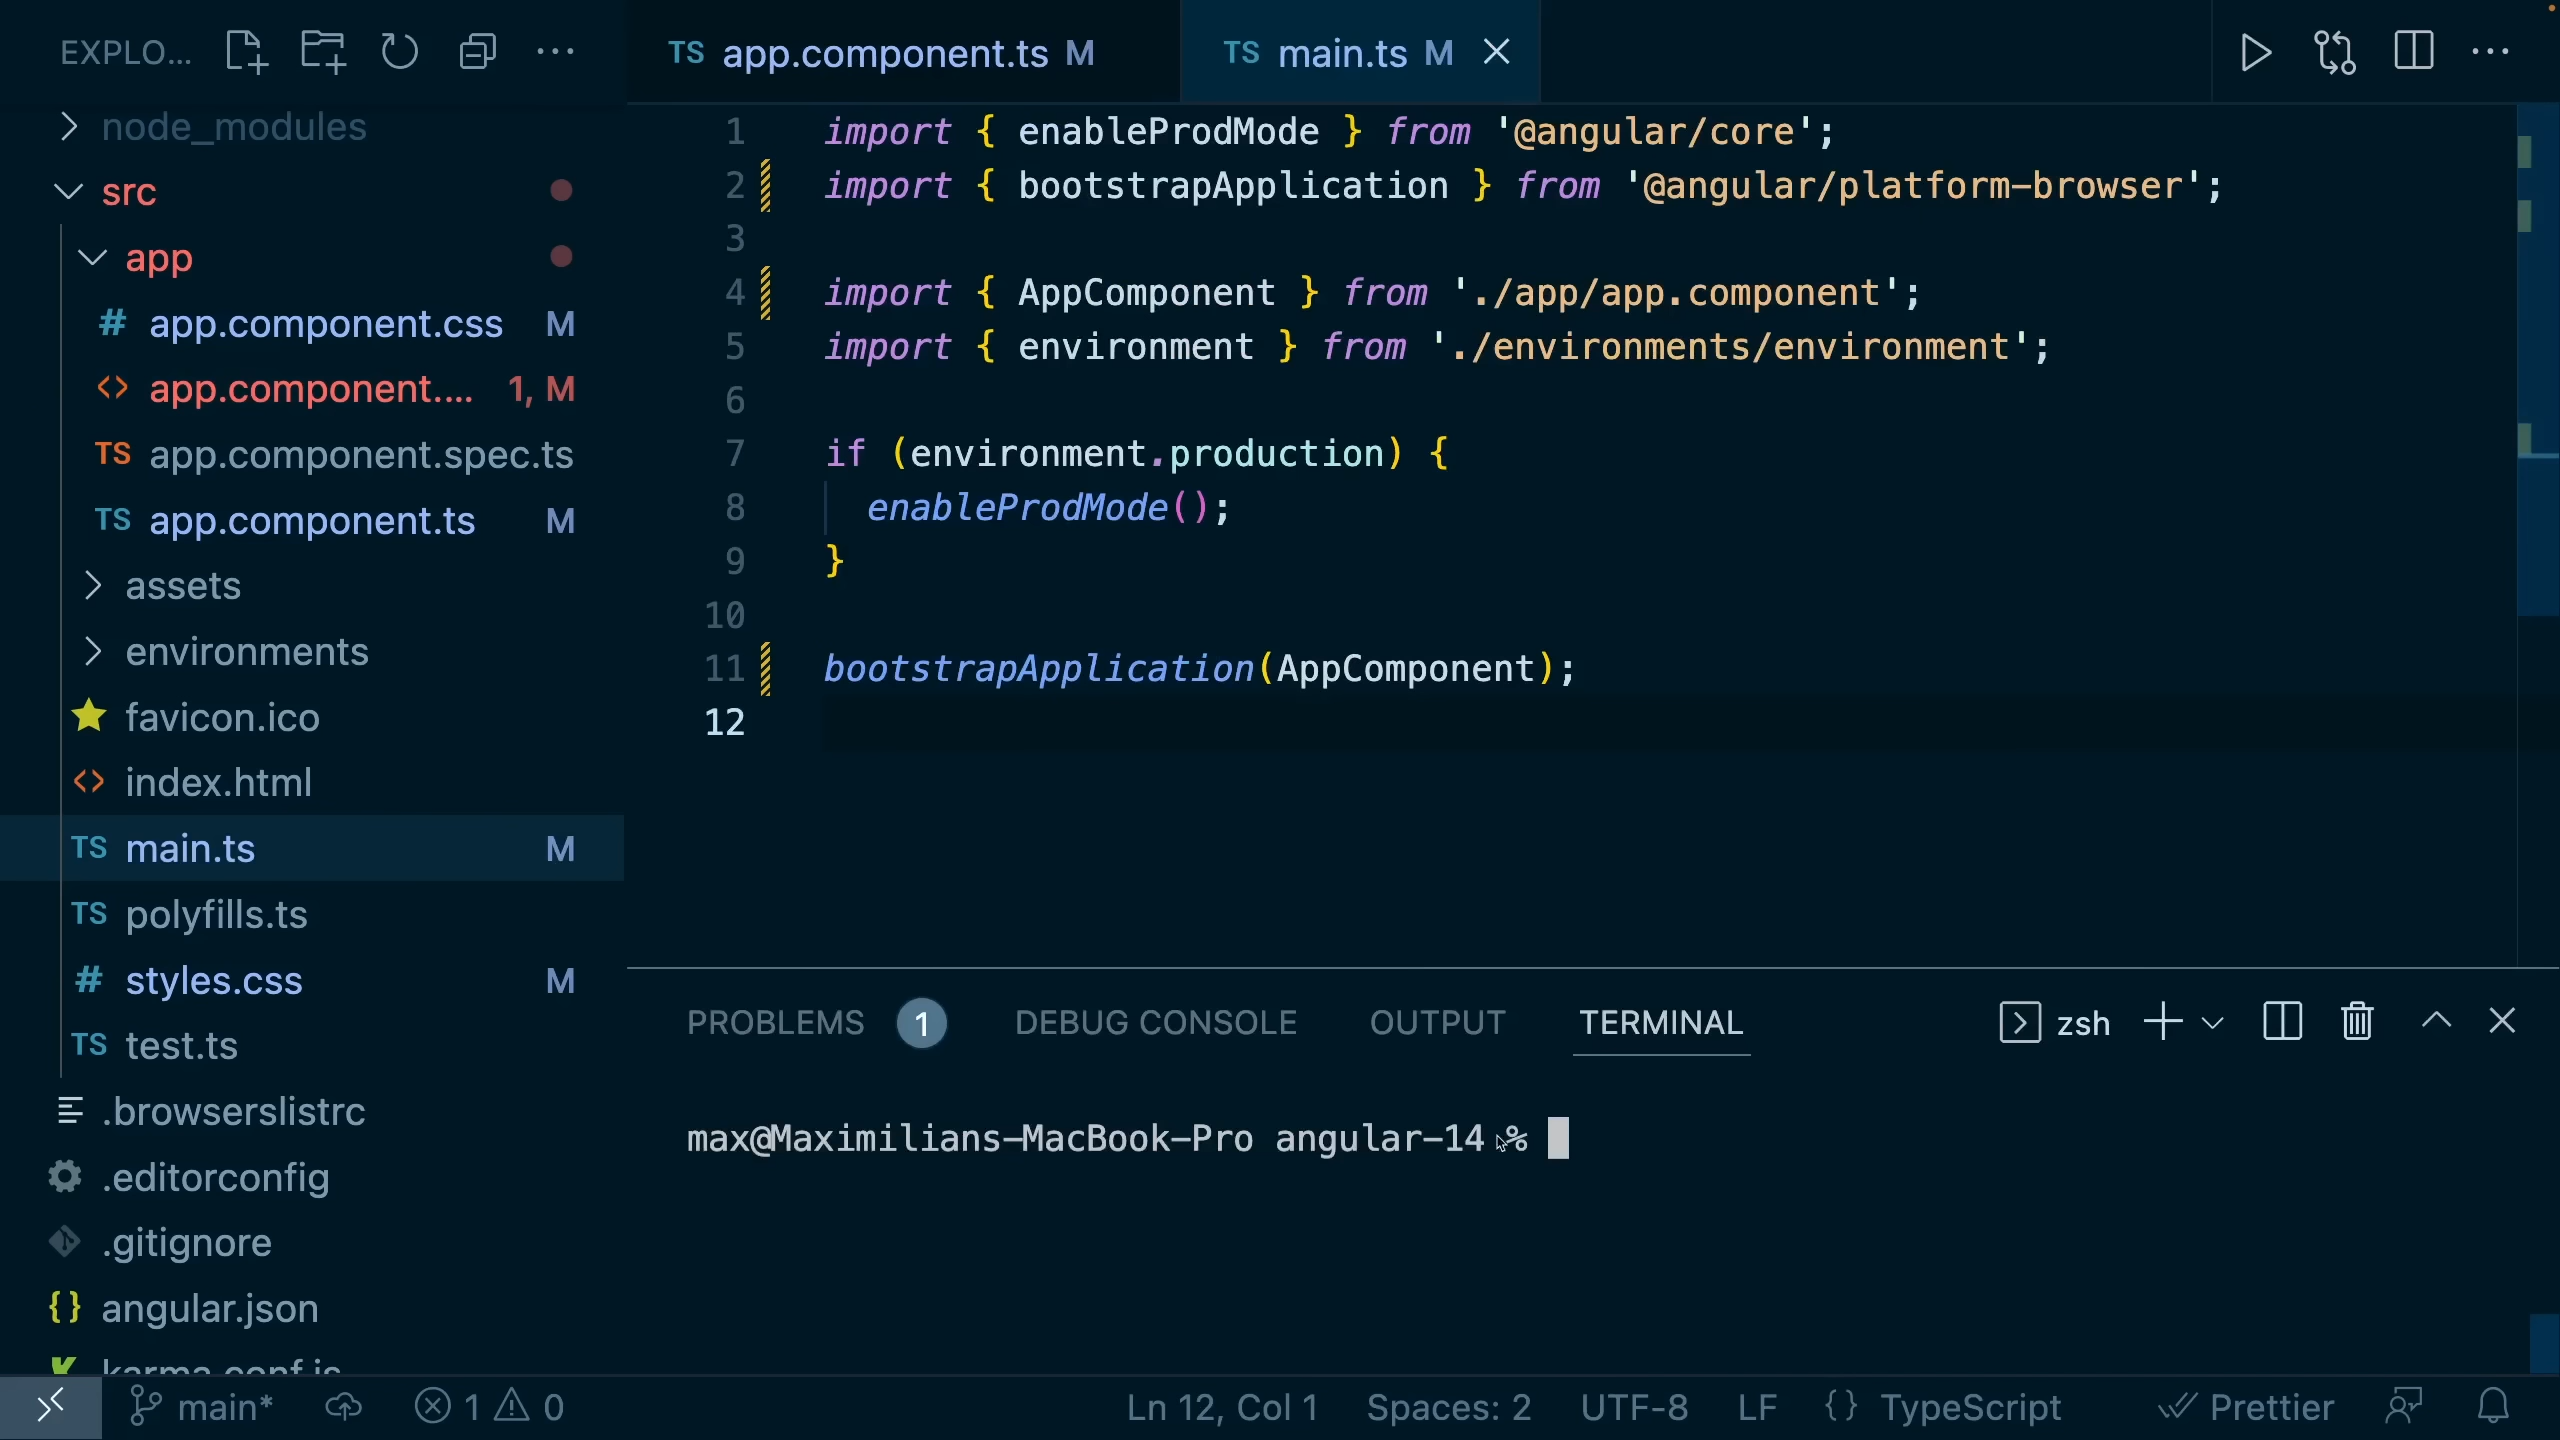 EXPLO...
node_modules
src
app
# app.component.css M
<> app.component.... 1, M
TS app.component.spec.ts
TS app.component.ts M
assets
environments
favicon.ico
<> index.html
TS main.ts M
TS polyfills.ts
# styles.css M
TS test.ts
.browserslistrc
.editorconfig
.gitignore
{} angular.json
karma.conf.js
main*
1 0
TS app.component.ts M
TS main.ts M
1 import { enableProdMode } from '@angular/core';
2 import { bootstrapApplication } from '@angular/platform-browser';
3
4 import { AppComponent } from './app/app.component';
5 import { environment } from './environments/environment';
6
7 if (environment.production) {
8 enableProdMode();
9 }
10
11 bootstrapApplication(AppComponent);
12
PROBLEMS 1 DEBUG CONSOLE OUTPUT TERMINAL zsh
max@Maximilians-MacBook-Pro angular-14 %
Ln 12, Col 1 Spaces: 2 UTF-8 LF {} TypeScript Prettier